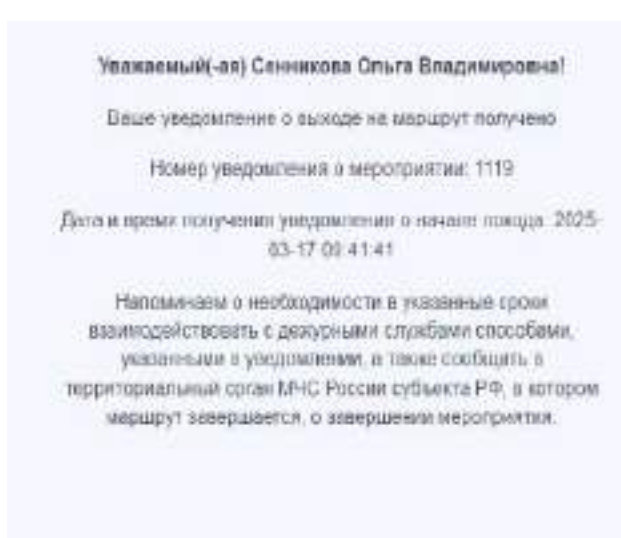 Уважаемый(-ая) Сенникова Ольга Владимировна!
Ваше уведомление о выходе на маршрут получено
Номер уведомления о мероприятии: 1119
Дата и время получения уведомления о начале похода: 2025-
03-17 09:41:41
Напоминаем о необходимости в указанные сроки
взаимодействовать с дежурными службами способами,
указанными в уведомлении, а также сообщить в
территориальный орган МЧС России субъекта РФ, в котором
маршрут завершается, о завершении мероприятия.